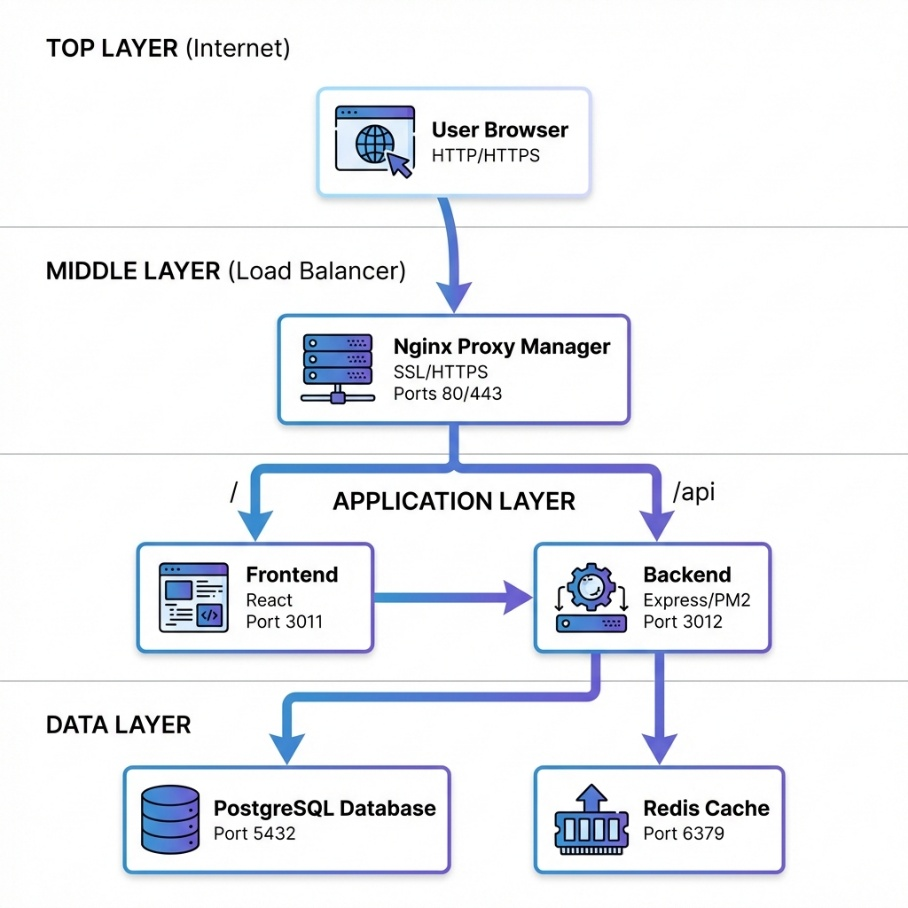 TOP LAYER (Internet)
User Browser
HTTP/HTTPS
MIDDLE LAYER (Load Balancer)
Nginx Proxy Manager
SSL/HTTPS
Ports 80/443
/
/api
APPLICATION LAYER
Frontend
React
Port 3011
Backend
Express/PM2
Port 3012
DATA LAYER
PostgreSQL Database
Port 5432
Redis Cache
Port 6379